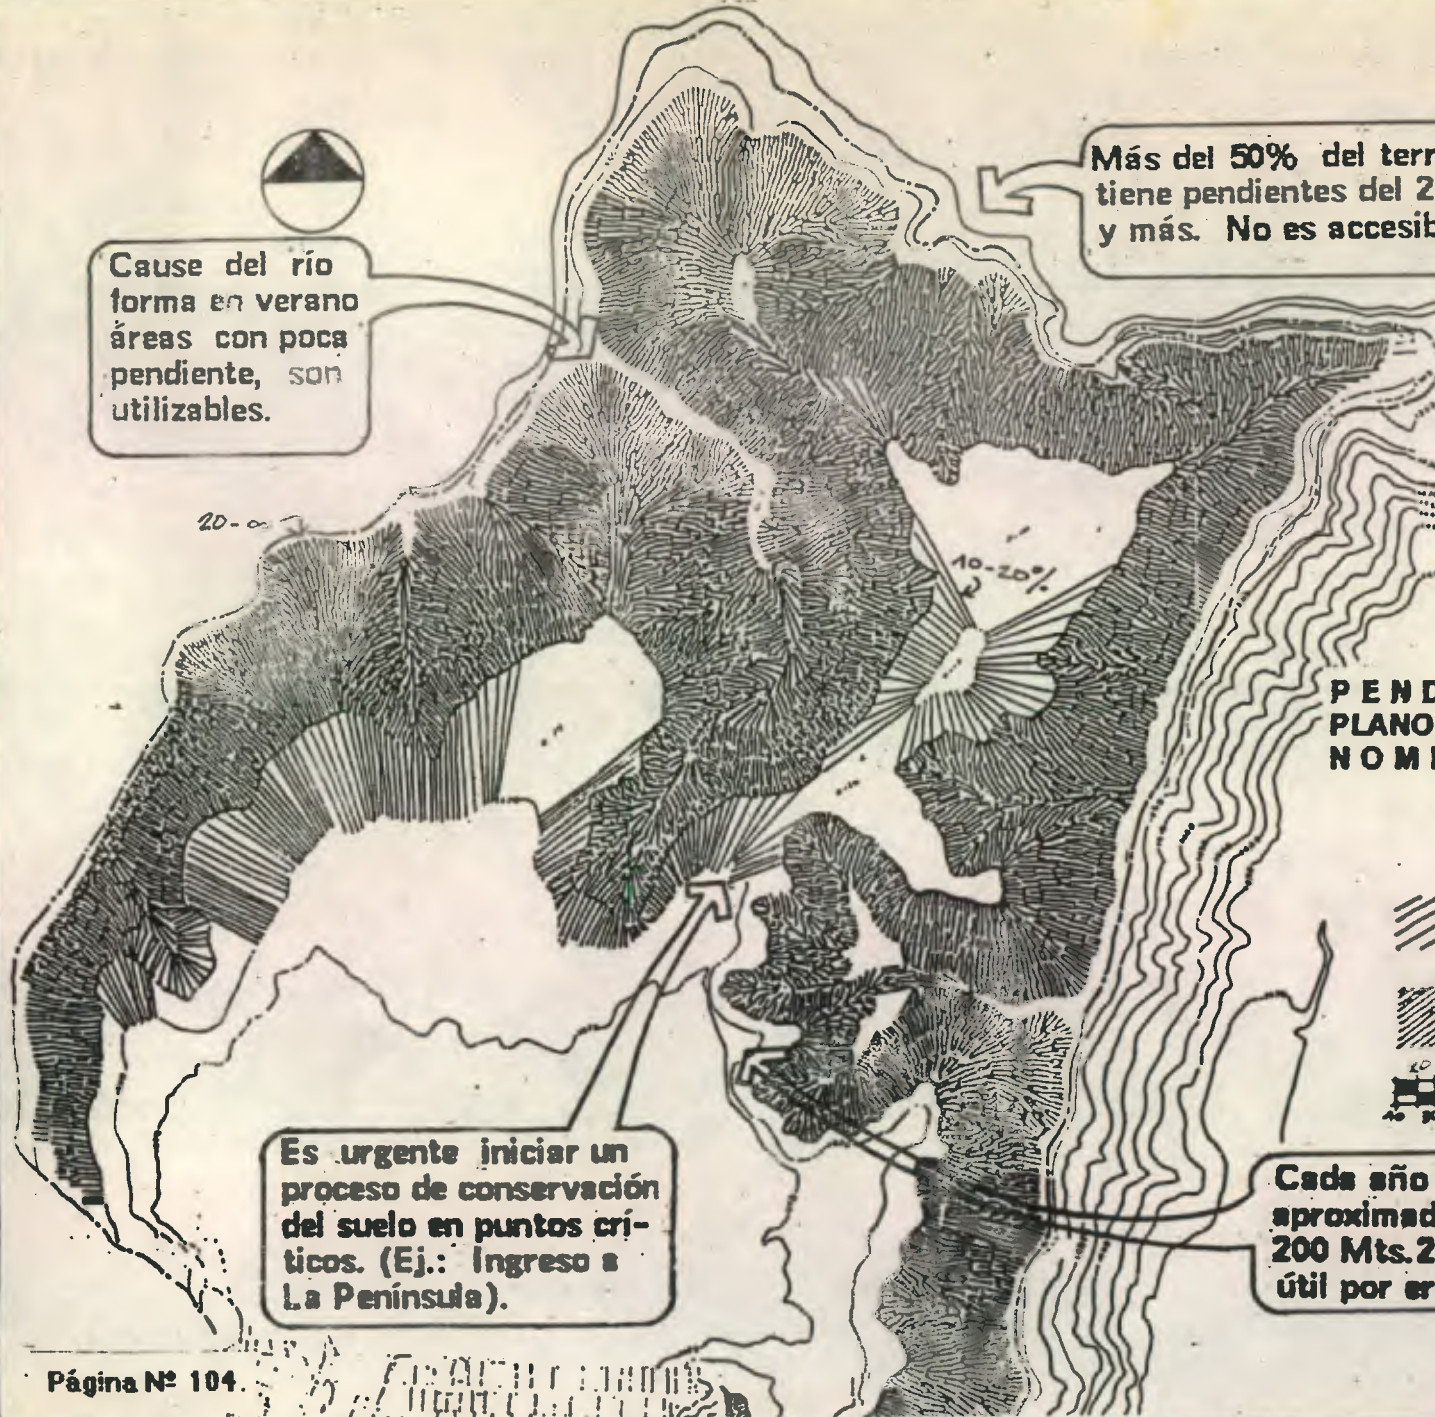 Más del 50% del terr
tiene pendientes del 2
y más. No es accesib
Cause del río
forma en verano
áreas con poca
pendiente, son
utilizables.
20-
10-20%
PEND
PLANO
NOM
Es urgente iniciar un
proceso de conservación
del suelo en puntos crí-
ticos. (Ej.: Ingreso a
La Península).
Cada año
aproximad
200 Mts.2
útil por er
Página Nº 104.